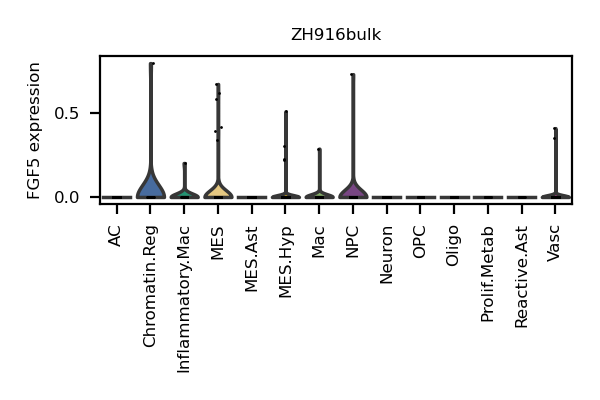 ZH916bulk
FGF5 expression
0.5
0.0
AC
Chromatin.Reg
Inflammatory.Mac
MES
MES.Ast
MES.Hyp
Mac
NPC
Neuron
OPC
Oligo
Prolif.Metab
Reactive.Ast
Vasc